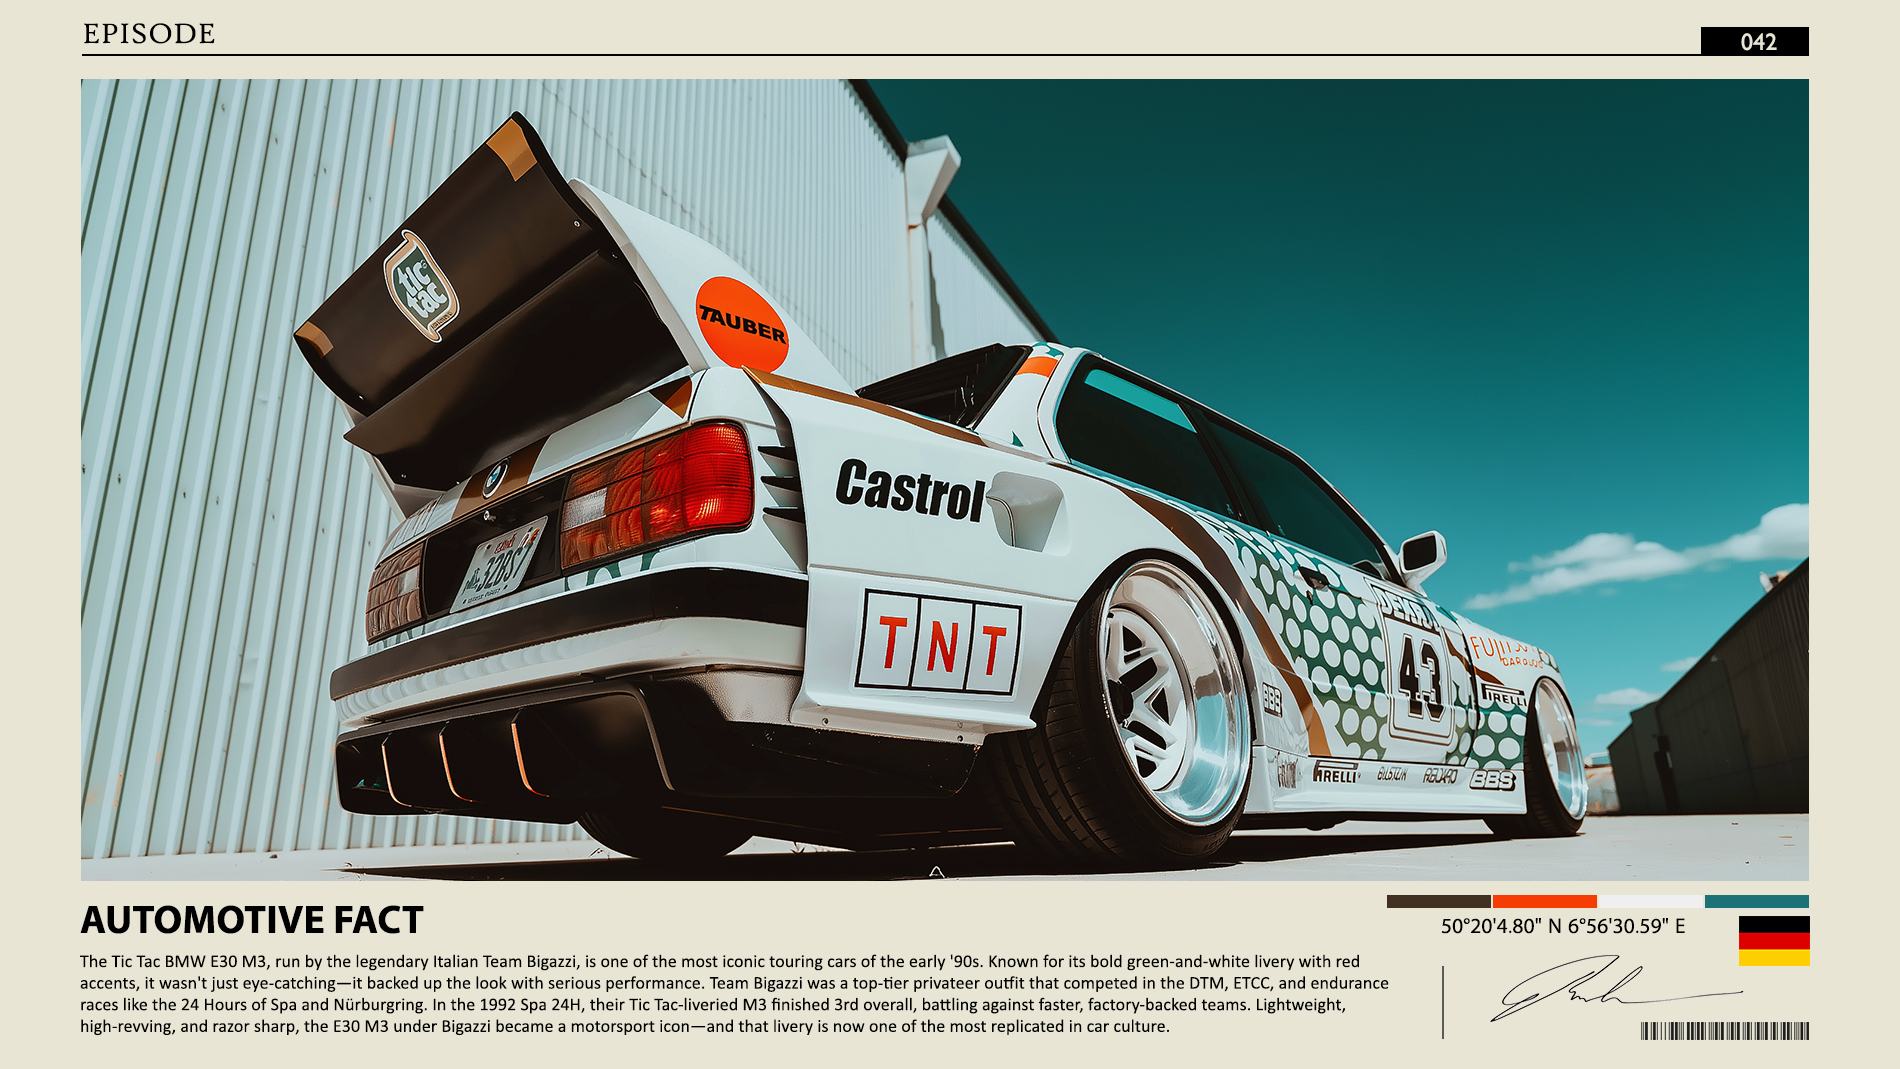 EPISODE
042
tic
tac
TAUBER
Castrol
TNT
43
PIRELLI
BBS
PIRELLI
BBS
AUTOMOTIVE FACT
The Tic Tac BMW E30 M3, run by the legendary Italian Team Bigazzi, is one of the most iconic touring cars of the early '90s. Known for its bold green-and-white livery with red
accents, it wasn't just eye-catching—it backed up the look with serious performance. Team Bigazzi was a top-tier privateer outfit that competed in the DTM, ETCC, and endurance
races like the 24 Hours of Spa and Nürburgring. In the 1992 Spa 24H, their Tic Tac-liveried M3 finished 3rd overall, battling against faster, factory-backed teams. Lightweight,
high-revving, and razor sharp, the E30 M3 under Bigazzi became a motorsport icon—and that livery is now one of the most replicated in car culture.
50°20'4.80" N 6°56'30.59" E